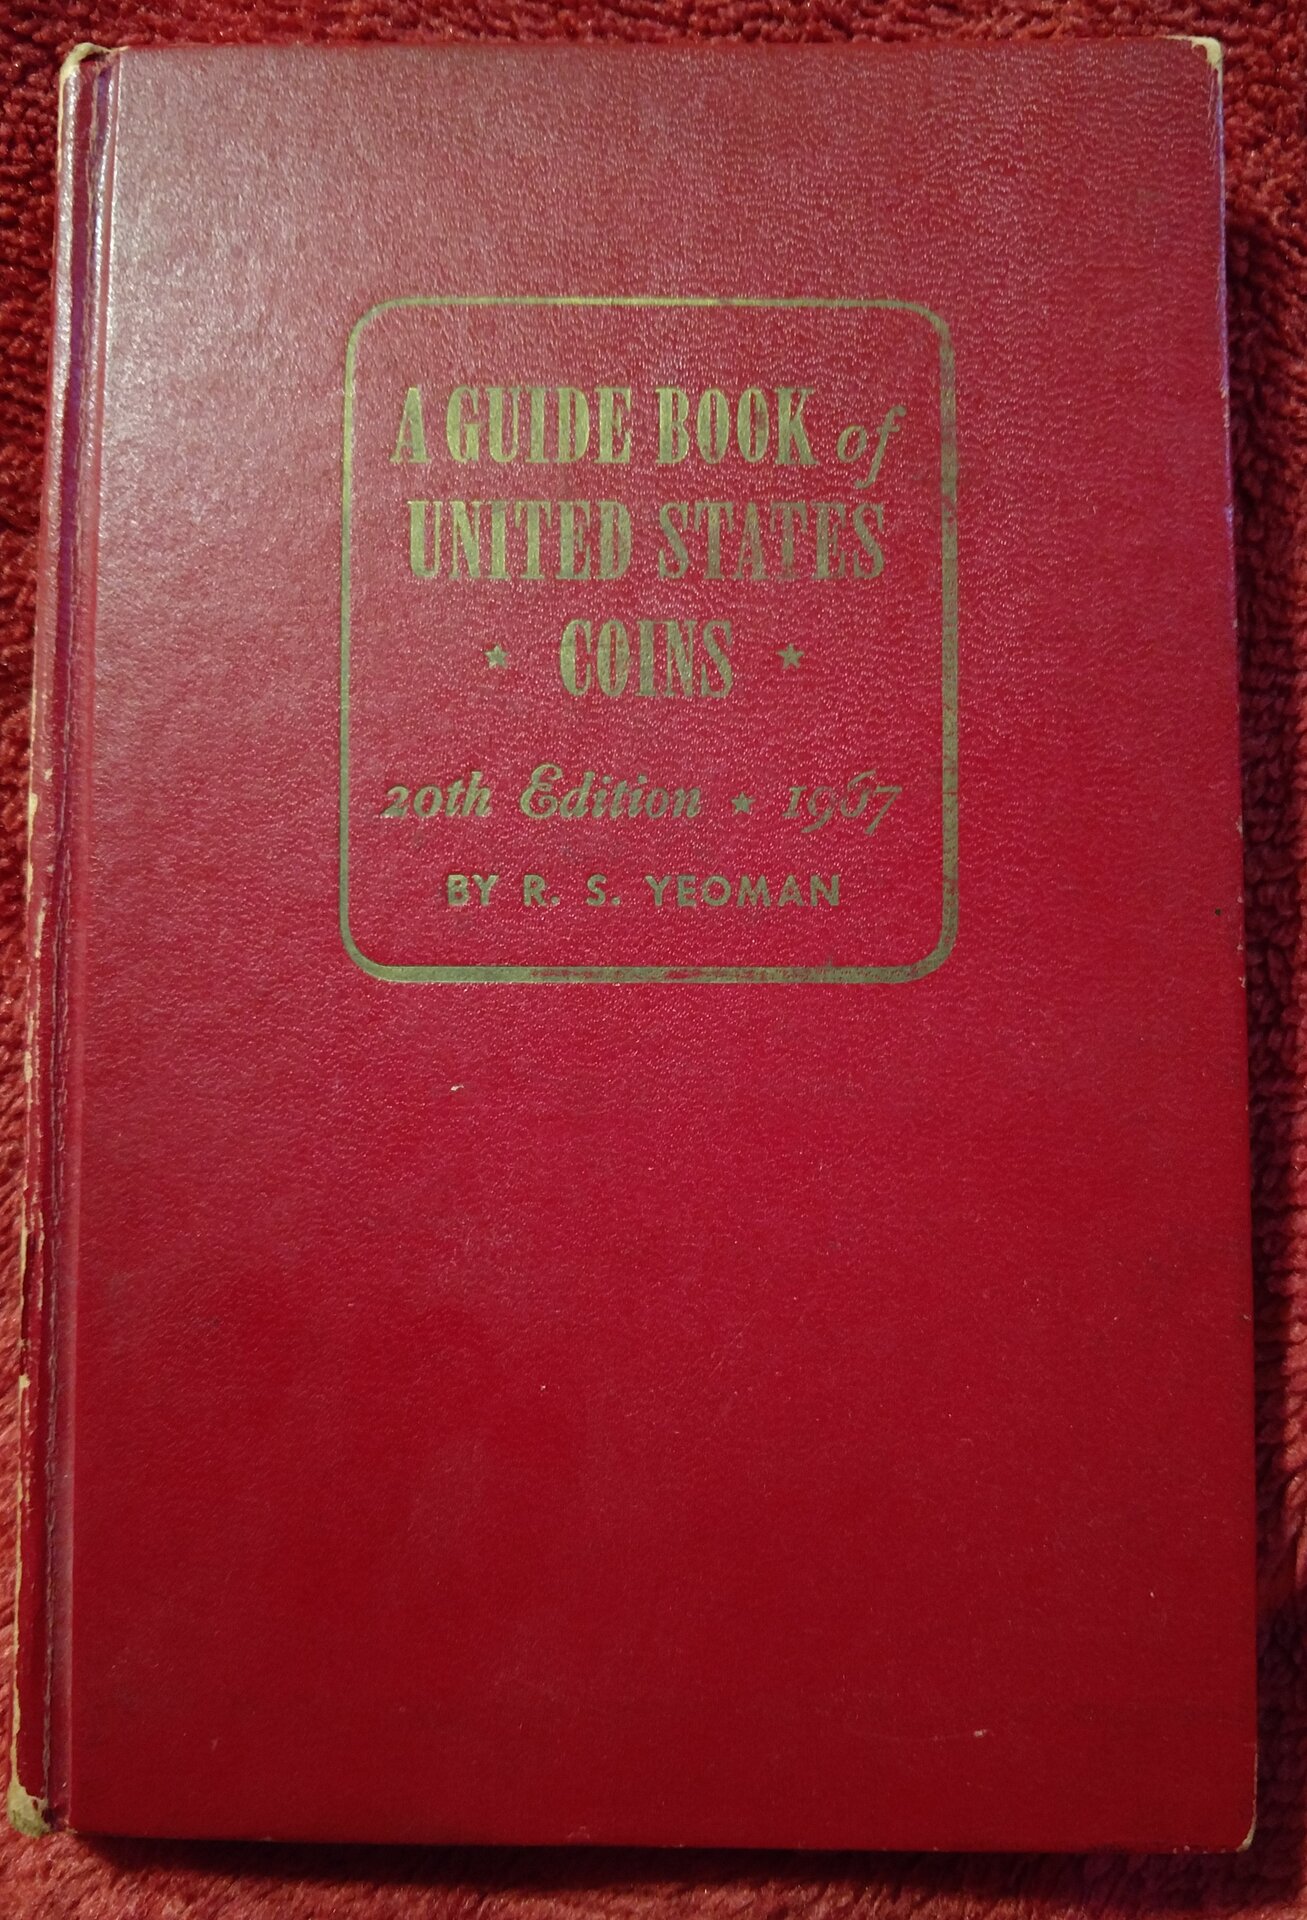 A GUIDE BOOK of
UNITED STATES
★ COINS ★
20th Edition ★ 1967
BY R. S. YEOMAN